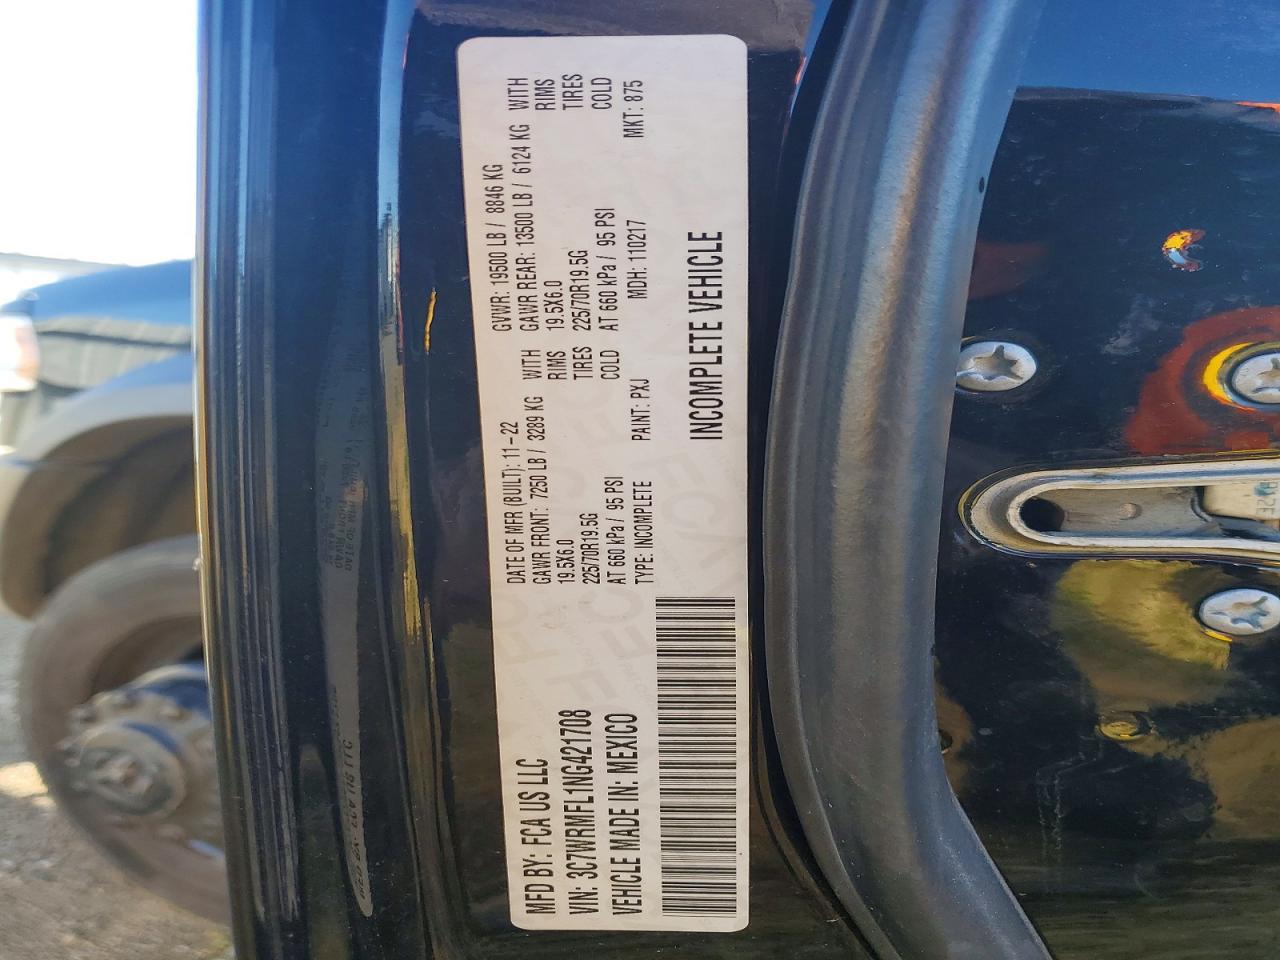 MFD BY: FCA US LLC
VIN: 3C7WRMFL1NG421708
VEHICLE MADE IN: MEXICO
DATE OF MFR (BUILT): 11-22
GVWR: 19500 LB / 8846 KG
GAWR FRONT: 7250 LB / 3289 KG WITH
GAWR REAR: 13500 LB / 6124 KG WITH
19.5X6.0 RIMS
19.5X6.0 RIMS
225/70R19.5G TIRES
225/70R19.5G TIRES
AT 660 kPa / 95 PSI COLD
AT 660 kPa / 95 PSI COLD
TYPE: INCOMPLETE PAINT: PXJ MDH: 110217 MKT: 875
INCOMPLETE VEHICLE